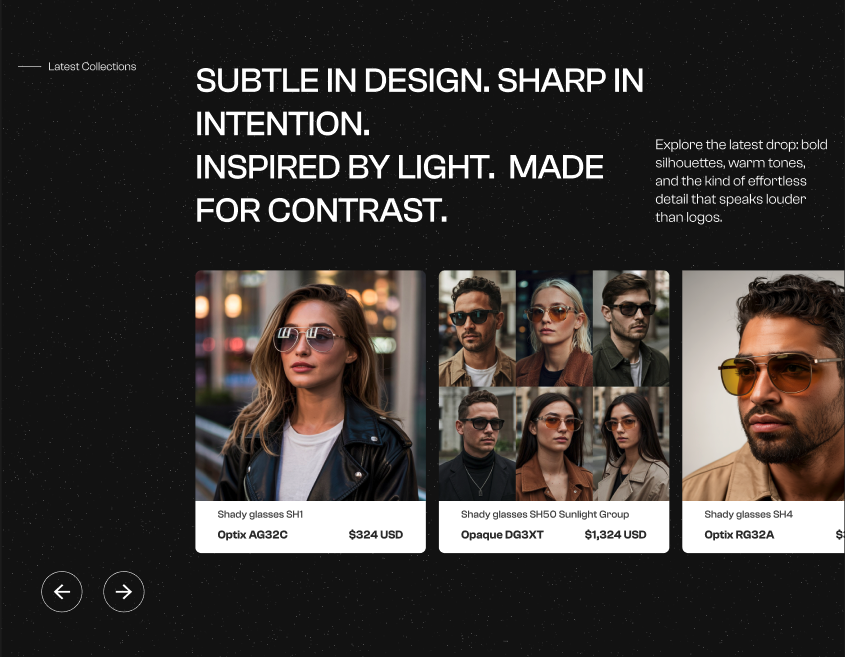 Latest Collections
SUBTLE IN DESIGN. SHARP IN
INTENTION.
INSPIRED BY LIGHT.  MADE
FOR CONTRAST.
Explore the latest drop: bold
silhouettes, warm tones,
and the kind of effortless
detail that speaks louder
than logos.
Shady glasses SH1
Optix AG32C
$324 USD
Shady glasses SH50 Sunlight Group
Opaque DG3XT
$1,324 USD
Shady glasses SH4
Optix RG32A